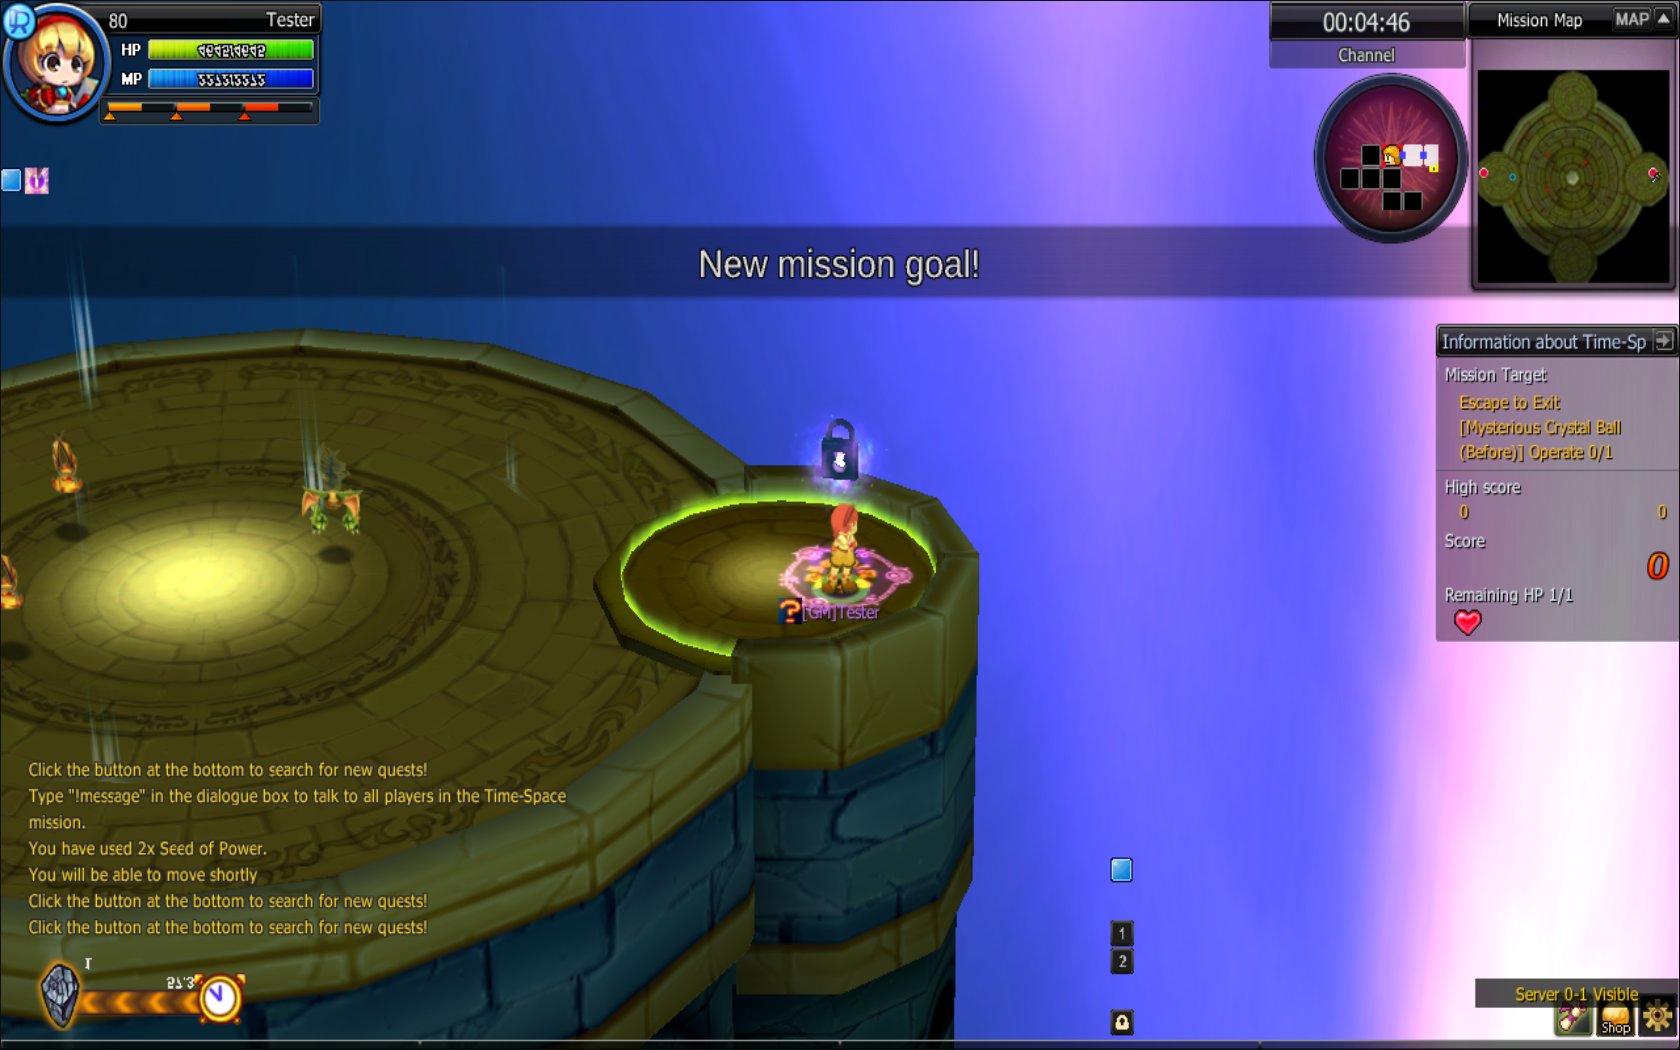 80 Tester
HP
MP
00:04:46
Channel
Mission Map
MAP
New mission goal!
Information about Time-Sp
Mission Target
Escape to Exit
[Mysterious Crystal Ball
(Before)] Operate 0/1
High score
0 0
Score
0
Remaining HP 1/1
[GM]Tester
Click the button at the bottom to search for new quests!
Type "!message" in the dialogue box to talk to all players in the Time-Space
mission.
You have used 2x Seed of Power.
You will be able to move shortly
Click the button at the bottom to search for new quests!
Click the button at the bottom to search for new quests!
1
2
Server 0-1 Visible
Shop